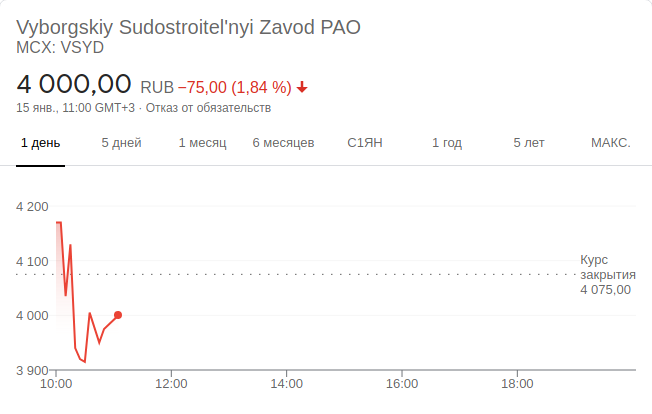 Vyborgskiy Sudostroitel'nyi Zavod PAO
MCX: VSYD
4 000,00 RUB −75,00 (1,84 %) ↓
15 янв., 11:00 GMT+3 · Отказ от обязательств
1 день 5 дней 1 месяц 6 месяцев С1ЯН 1 год 5 лет МАКС.
4 200
4 100
Курс
закрытия
4 075,00
4 000
3 900
10:00 12:00 14:00 16:00 18:00